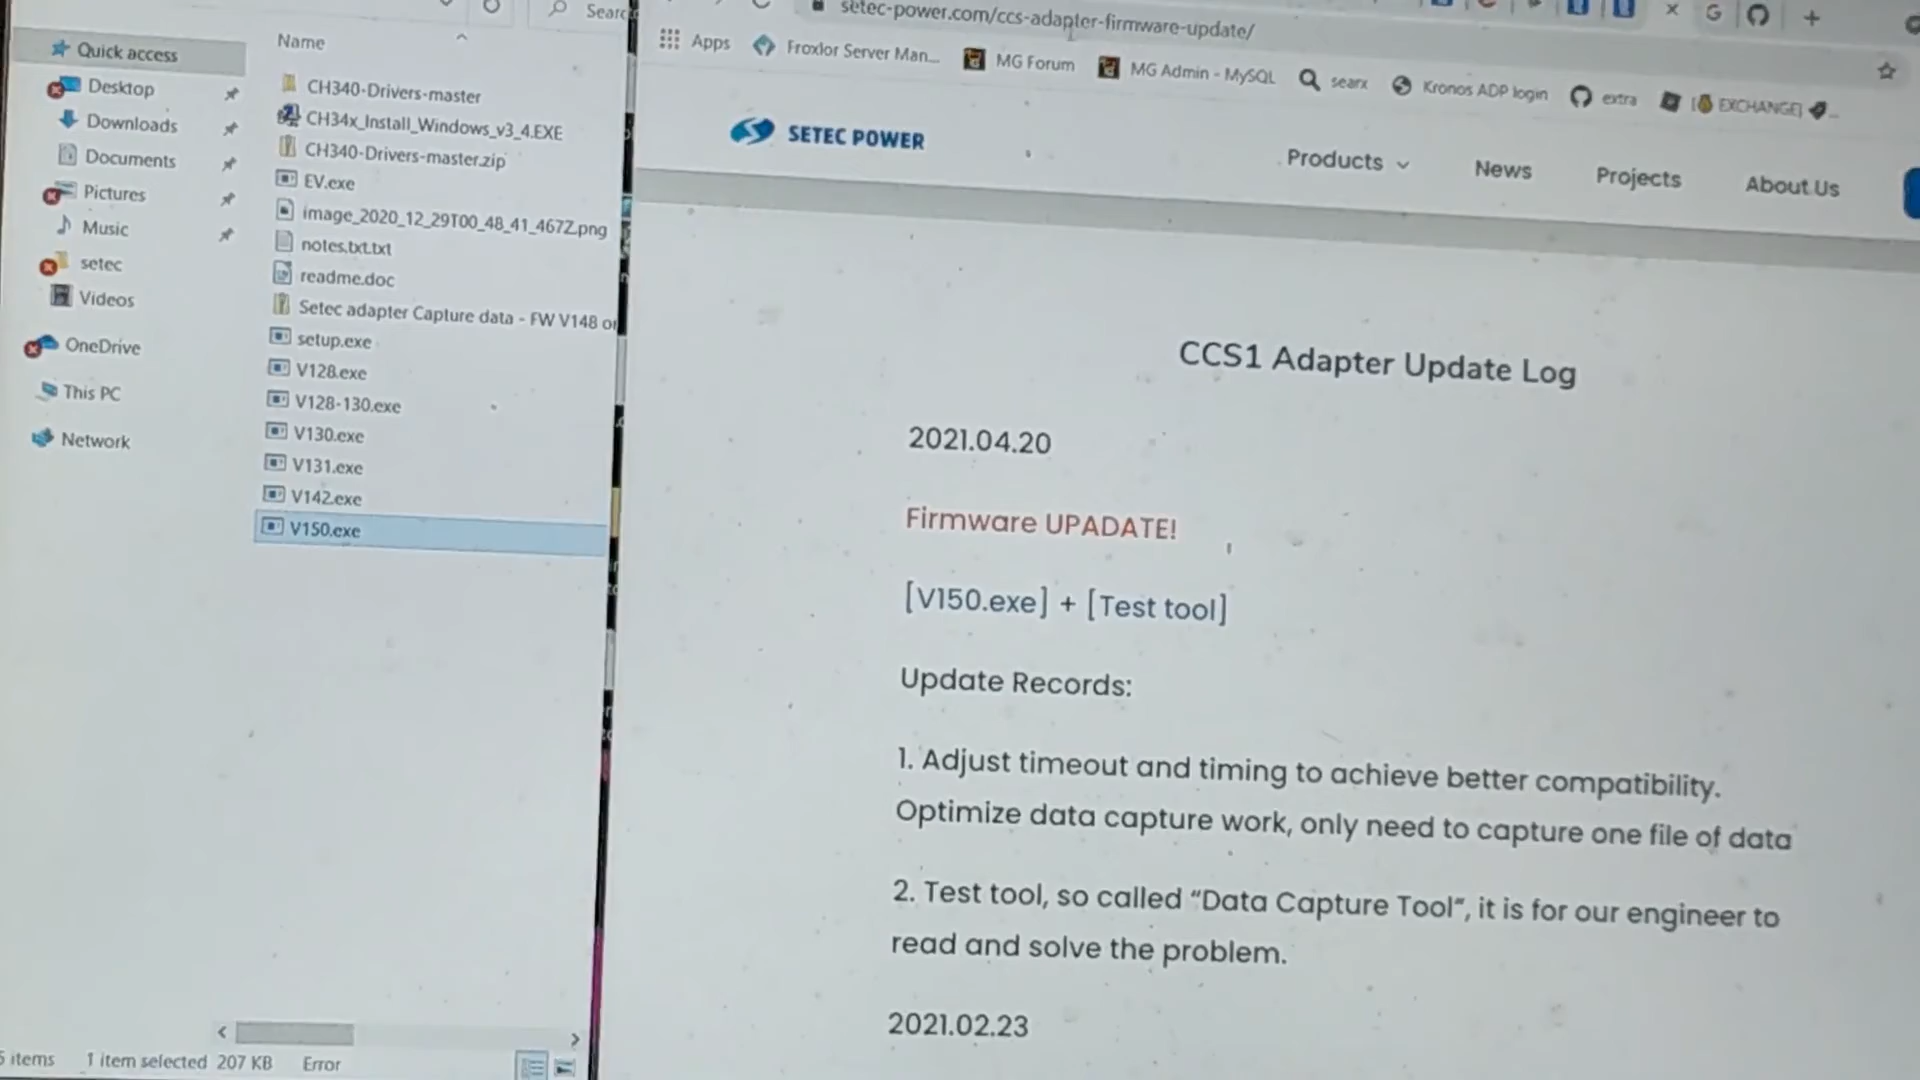 Quick access
Desktop
Downloads
Documents
Pictures
Music
setec
Videos
OneDrive
This PC
Network
Name
CH340-Drivers-master
CH34x_Install_Windows_v3_4.EXE
CH340-Drivers-master.zip
EV.exe
image_2020_12_29T00_48_41_467Z.png
notes.txt.txt
readme.doc
Setec adapter Capture data - FW V148 or
setup.exe
V128.exe
V128-130.exe
V130.exe
V131.exe
V142.exe
V150.exe
items 1 item selected 207 KB Error
Searc
setec-power.com/ccs-adapter-firmware-update/
Apps Froxlor Server Man... MG Forum MG Admin - MySQL searx Kronos ADP login extra [ EXCHANGE] ...
SETEC POWER
Products News Projects About Us
CCS1 Adapter Update Log
2021.04.20
Firmware UPADATE!
[V150.exe] + [Test tool]
Update Records:
1. Adjust timeout and timing to achieve better compatibility.
Optimize data capture work, only need to capture one file of data
2. Test tool, so called “Data Capture Tool”, it is for our engineer to
read and solve the problem.
2021.02.23